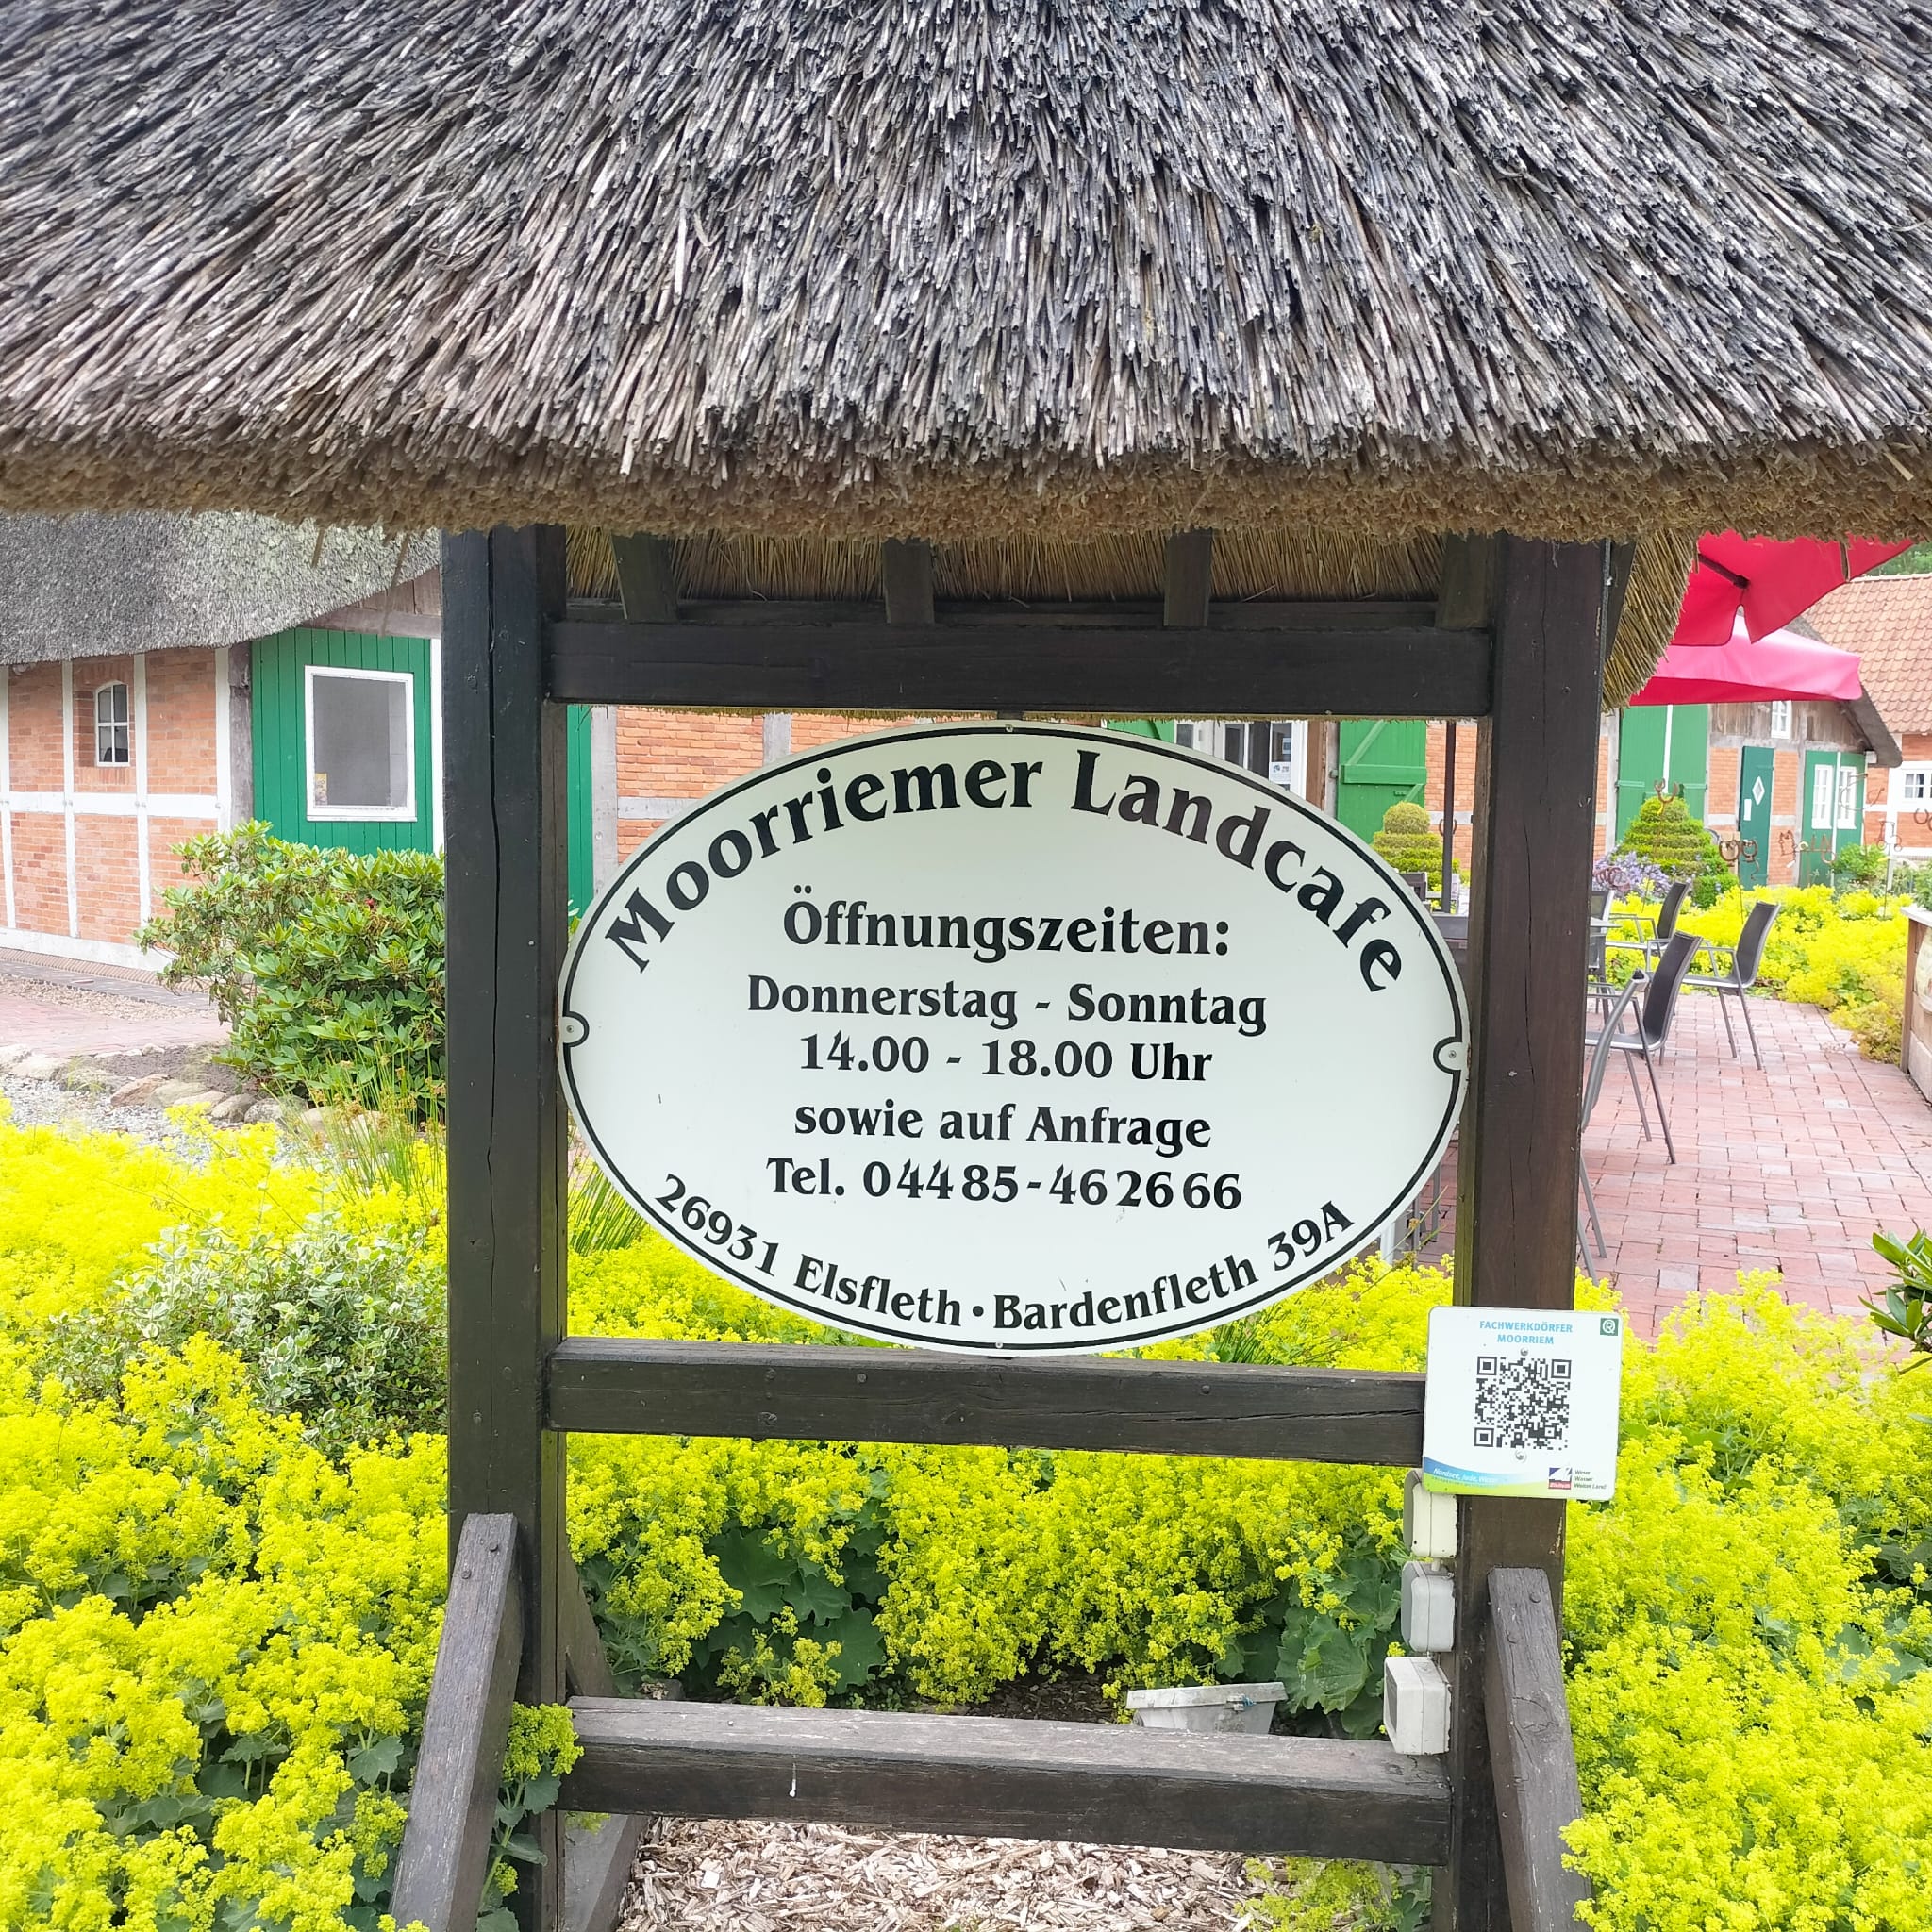 Moorriemer Landcafe
Öffnungszeiten:
Donnerstag - Sonntag
14.00 - 18.00 Uhr
sowie auf Anfrage
Tel. 04485-462666
26931 Elsfleth • Bardenfleth 39A
FACHWERKDÖRFER
MOORRIEM